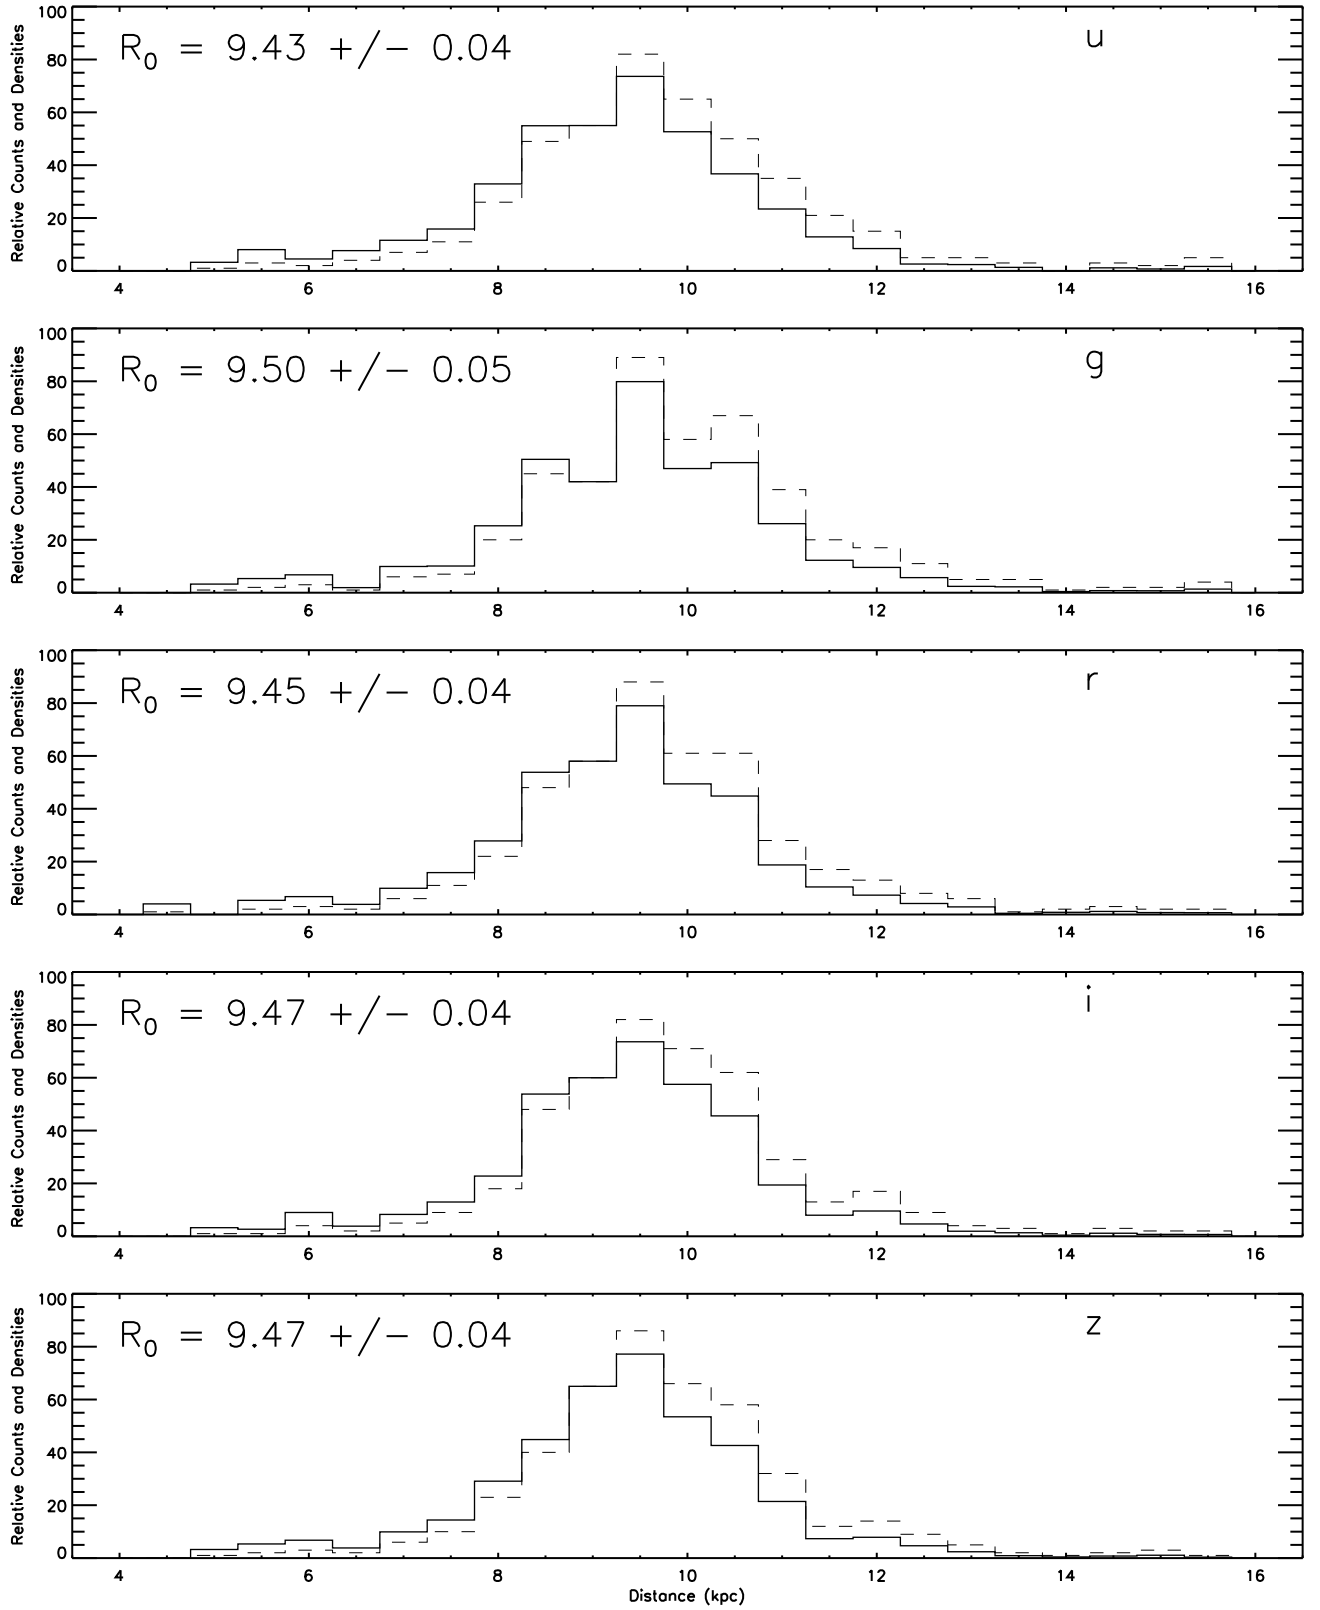 R0 = 9.43 +/− 0.04
u
Relative Counts and Densities
100
80
60
40
20
0
4 6 8 10 12 14 16
R0 = 9.50 +/− 0.05
g
Relative Counts and Densities
100
80
60
40
20
0
4 6 8 10 12 14 16
R0 = 9.45 +/− 0.04
r
Relative Counts and Densities
100
80
60
40
20
0
4 6 8 10 12 14 16
R0 = 9.47 +/− 0.04
i
Relative Counts and Densities
100
80
60
40
20
0
4 6 8 10 12 14 16
R0 = 9.47 +/− 0.04
z
Relative Counts and Densities
100
80
60
40
20
0
4 6 8 10 12 14 16
Distance (kpc)